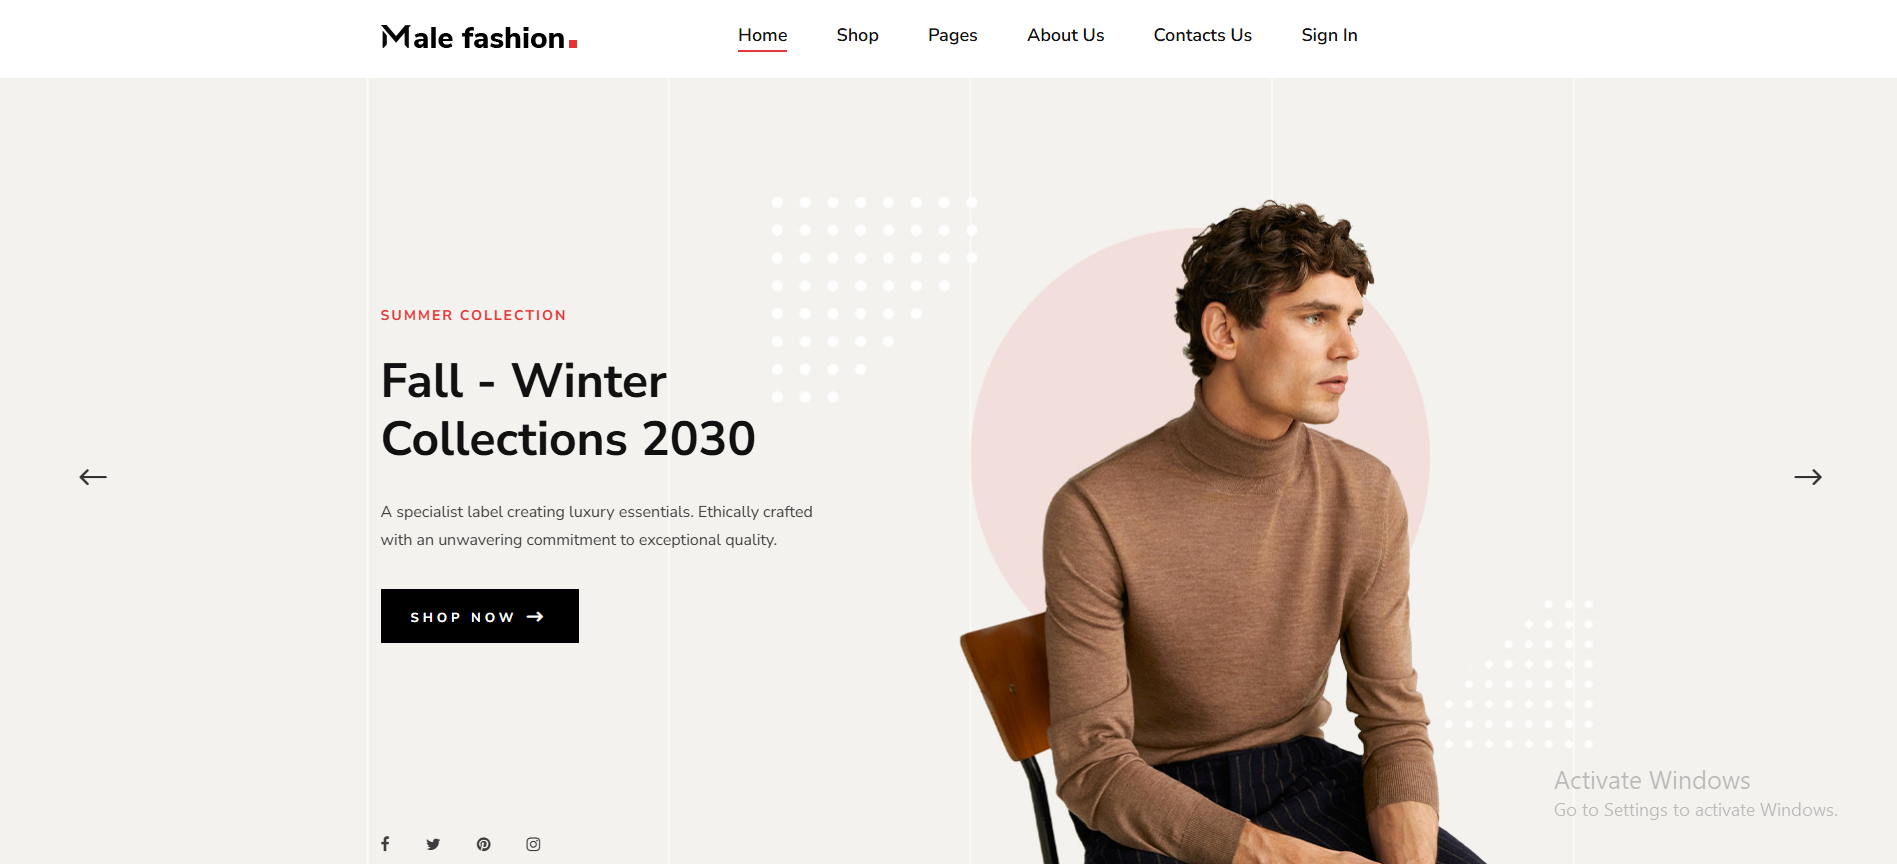 Male fashion.
Home Shop Pages About Us Contacts Us Sign In
SUMMER COLLECTION
Fall - Winter
Collections 2030
A specialist label creating luxury essentials. Ethically crafted
with an unwavering commitment to exceptional quality.
SHOP NOW →
Activate Windows
Go to Settings to activate Windows.